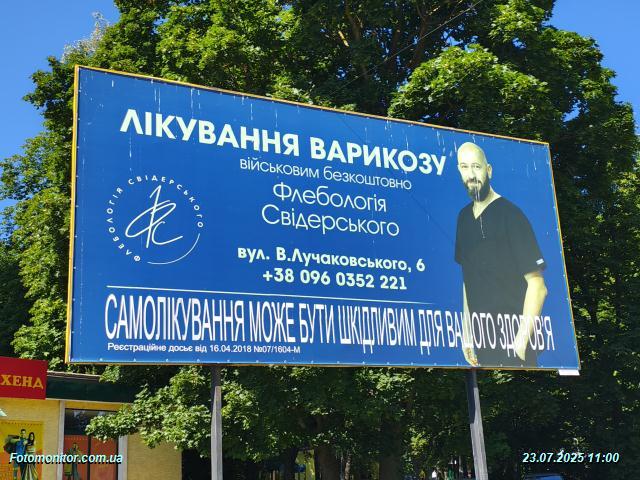 ЛІКУВАННЯ ВАРИКОЗУ
військовим безкоштовно
Флебологія
Свідерського
ФЛЕБОЛОГІЯ СВІДЕРСЬКОГО
вул. В.Лучаковського, 6
+38 096 0352 221
САМОЛІКУВАННЯ МОЖЕ БУТИ ШКІДЛИВИМ ДЛЯ ВАШОГО ЗДОРОВ'Я
Реєстраційне досьє від 16.04.2018 №07/1604-М
ХЕНД
Fotomonitor.com.ua
23.07.2025 11:00